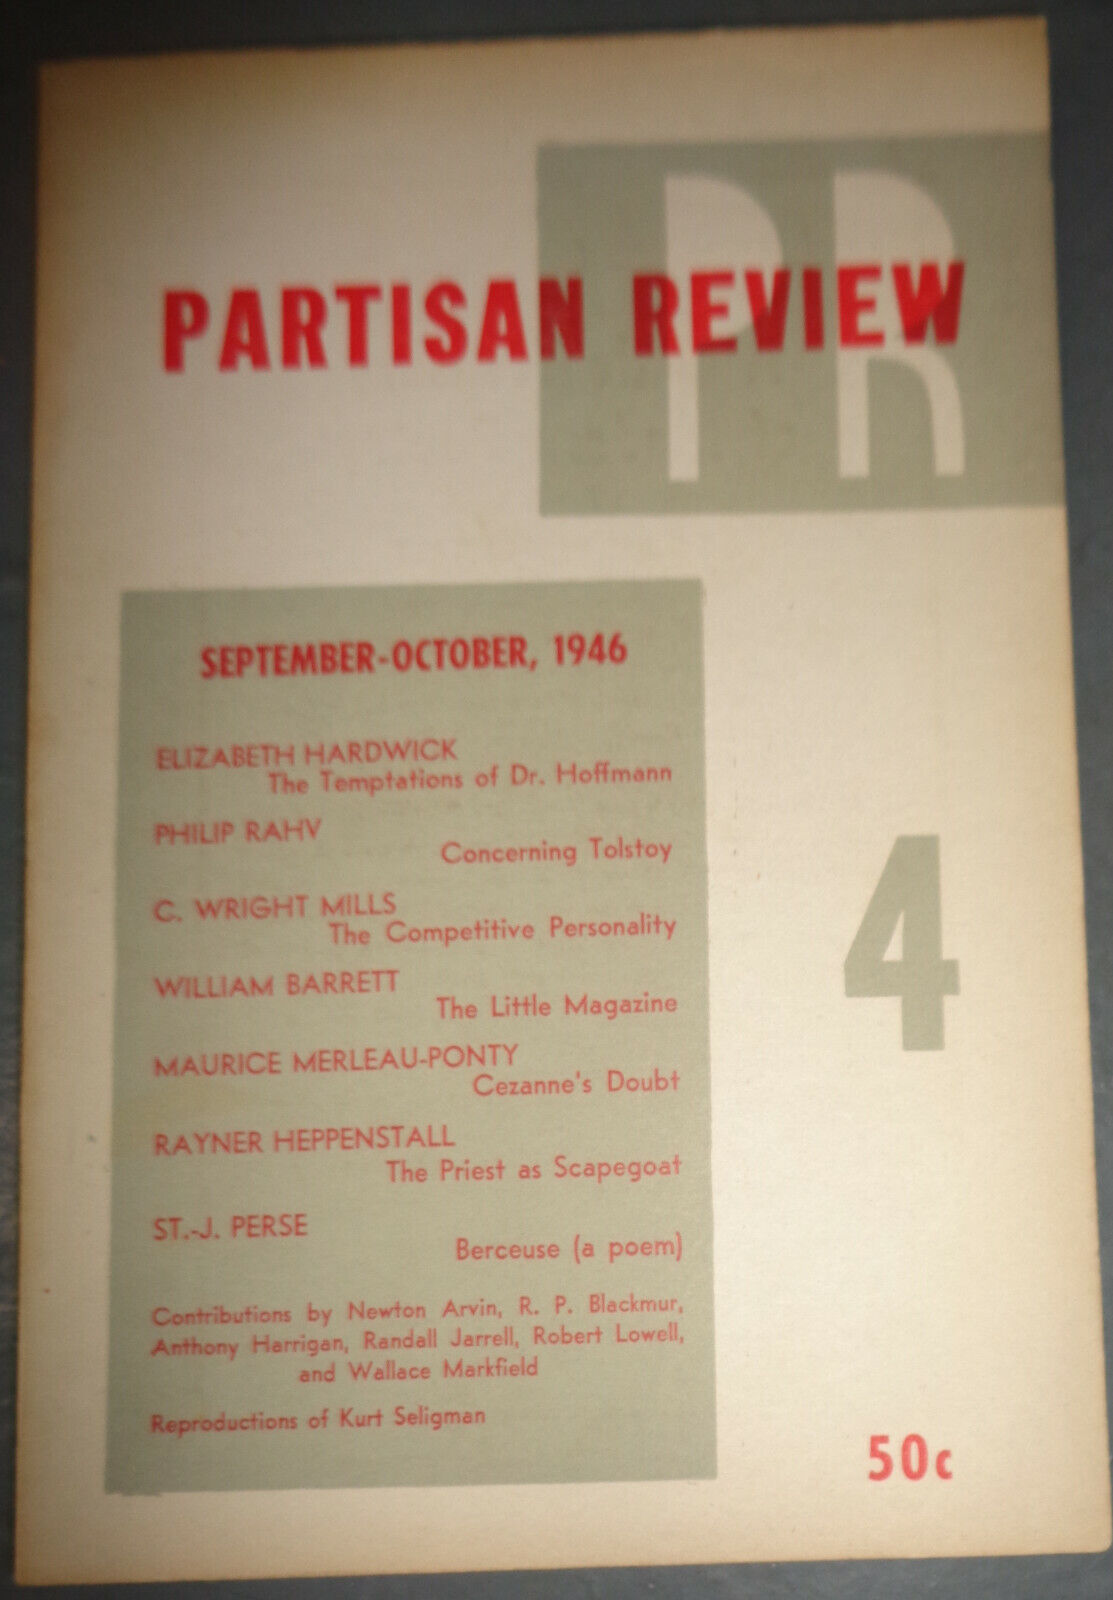 PR
PARTISAN REVIEW
SEPTEMBER-OCTOBER, 1946
ELIZABETH HARDWICK
The Temptations of Dr. Hoffmann
PHILIP RAHV
Concerning Tolstoy
C. WRIGHT MILLS
The Competitive Personality
WILLIAM BARRETT
The Little Magazine
MAURICE MERLEAU-PONTY
Cezanne's Doubt
RAYNER HEPPENSTALL
The Priest as Scapegoat
ST.-J. PERSE
Berceuse (a poem)
Contributions by Newton Arvin, R. P. Blackmur,
Anthony Harrigan, Randall Jarrell, Robert Lowell,
and Wallace Markfield
Reproductions of Kurt Seligman
4
50c